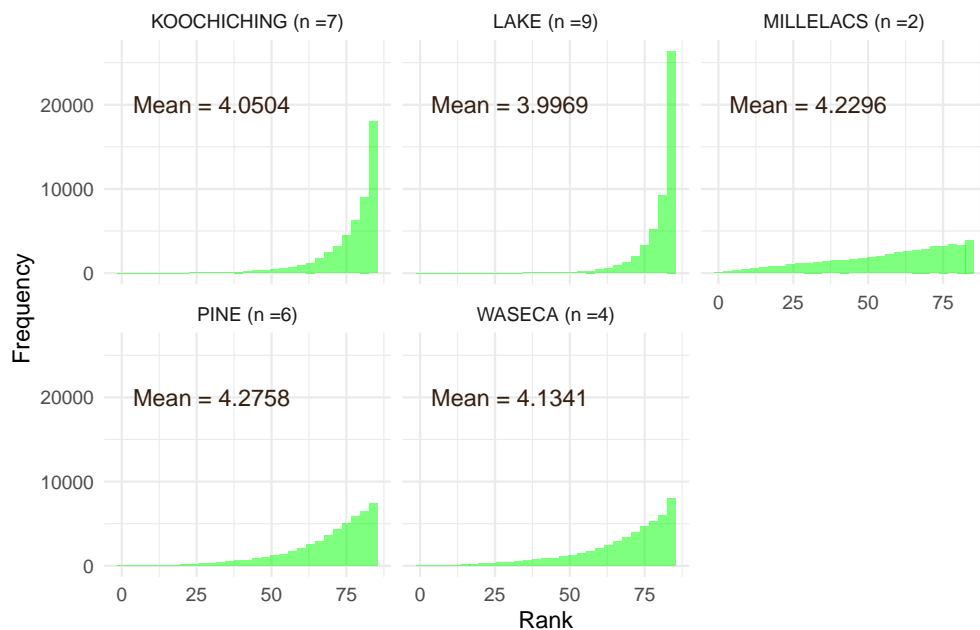 KOOCHICHING (n =7)
LAKE (n =9)
MILLELACS (n =2)
20000
10000
0
Mean = 4.0504
Mean = 3.9969
Mean = 4.2296
0
25
50
75
Frequency
PINE (n =6)
WASECA (n =4)
20000
10000
0
Mean = 4.2758
Mean = 4.1341
0
25
50
75
0
25
50
75
Rank